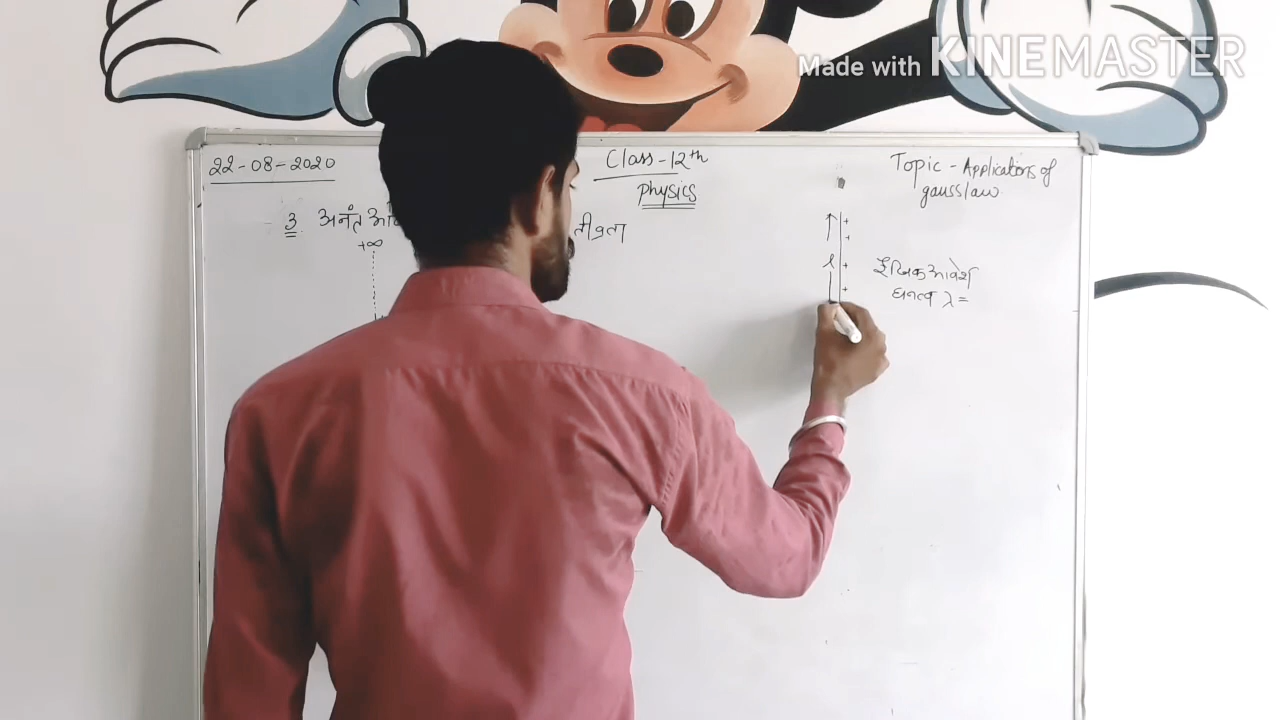 Made with KINEMASTER
22-08-2020
Class-12th
Physics
Topic - Applications of
gauss law
3. अनंत
तीव्रता
+∞
+
+
l +
+
रैखिक आवेश
घनत्व λ =